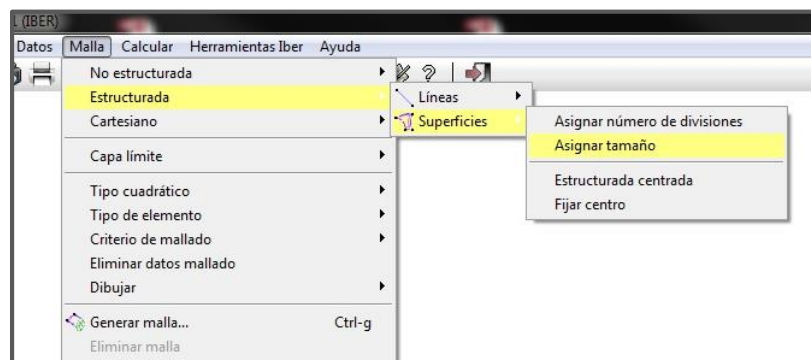 (IBER)
Datos Malla Calcular Herramientas Iber Ayuda
No estructurada
Estructurada
Cartesiano
Capa límite
Tipo cuadrático
Tipo de elemento
Criterio de mallado
Eliminar datos mallado
Dibujar
Generar malla... Ctrl-g
Eliminar malla
Líneas
Superficies
Asignar número de divisiones
Asignar tamaño
Estructurada centrada
Fijar centro